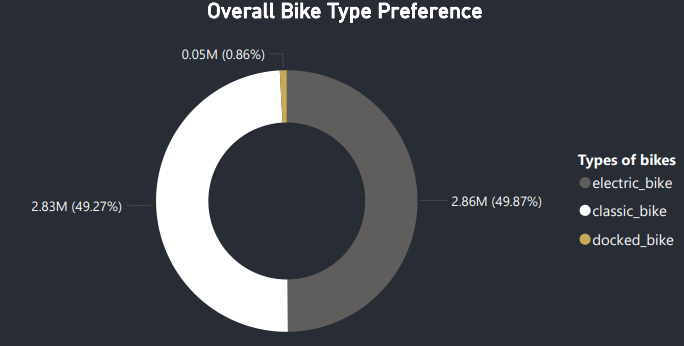 Overall Bike Type Preference
0.05M (0.86%)
2.83M (49.27%)
2.86M (49.87%)
Types of bikes
electric_bike
classic_bike
docked_bike